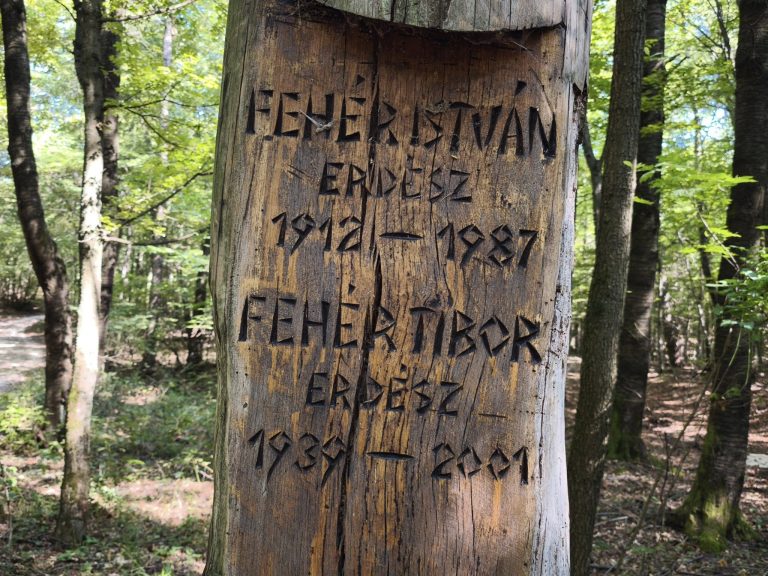 FEHÉR ISTVÁN
ERDÉSZ
1912 – 1987
FEHÉR TIBOR
ERDÉSZ
1939 – 2001